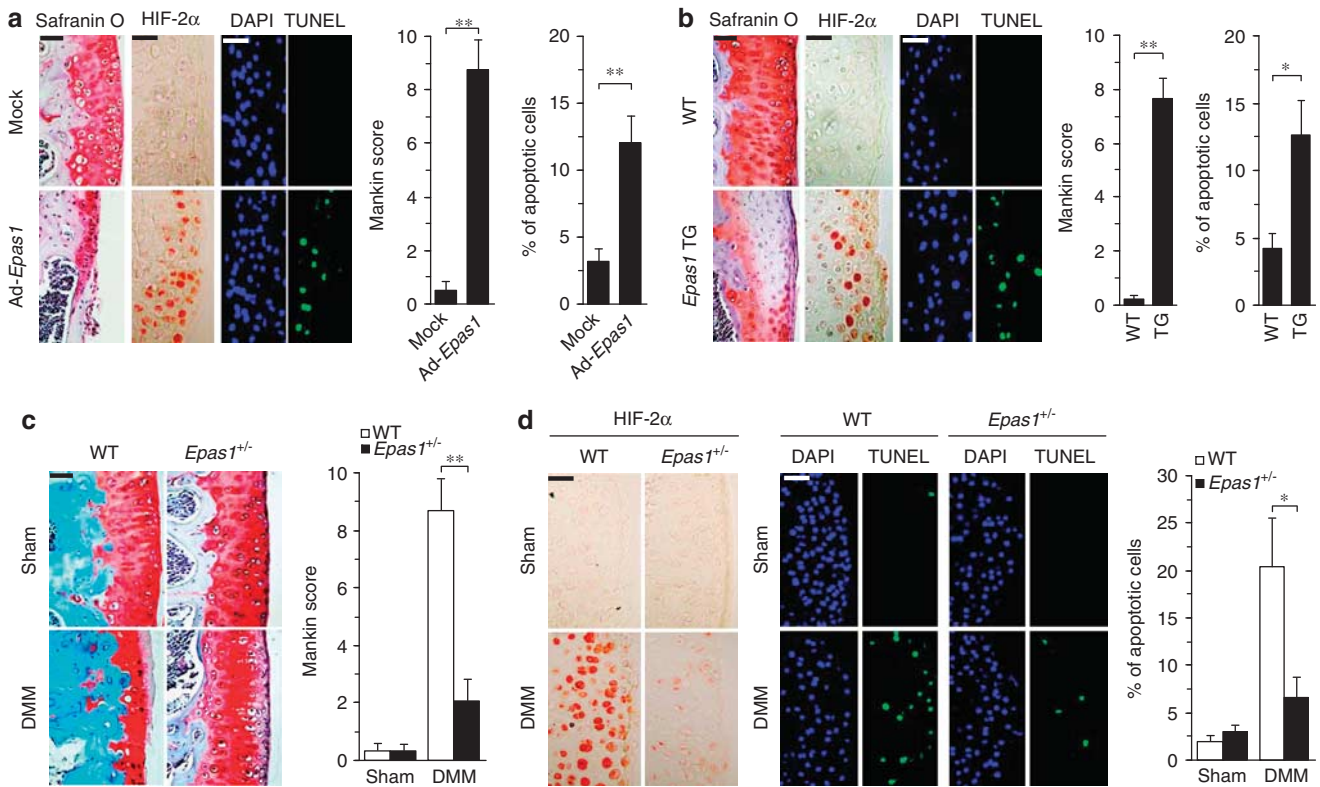 a
Safranin O HIF-2α DAPI TUNEL
Mock
Ad-Epas1
Mankin score
10
8
6
4
2
0
**
Mock
Ad-Epas1
% of apoptotic cells
20
15
10
5
0
**
Mock
Ad-Epas1
b
Safranin O HIF-2α DAPI TUNEL
WT
Epas1 TG
Mankin score
10
8
6
4
2
0
**
WT
TG
% of apoptotic cells
20
15
10
5
0
*
WT
TG
c
WT Epas1+/-
Sham
DMM
WT
Epas1+/-
Mankin score
10
8
6
4
2
0
**
Sham DMM
d
HIF-2α
WT Epas1+/-
Sham
DMM
WT Epas1+/-
DAPI TUNEL DAPI TUNEL
Sham
DMM
WT
Epas1+/-
% of apoptotic cells
30
25
20
15
10
5
0
*
Sham DMM